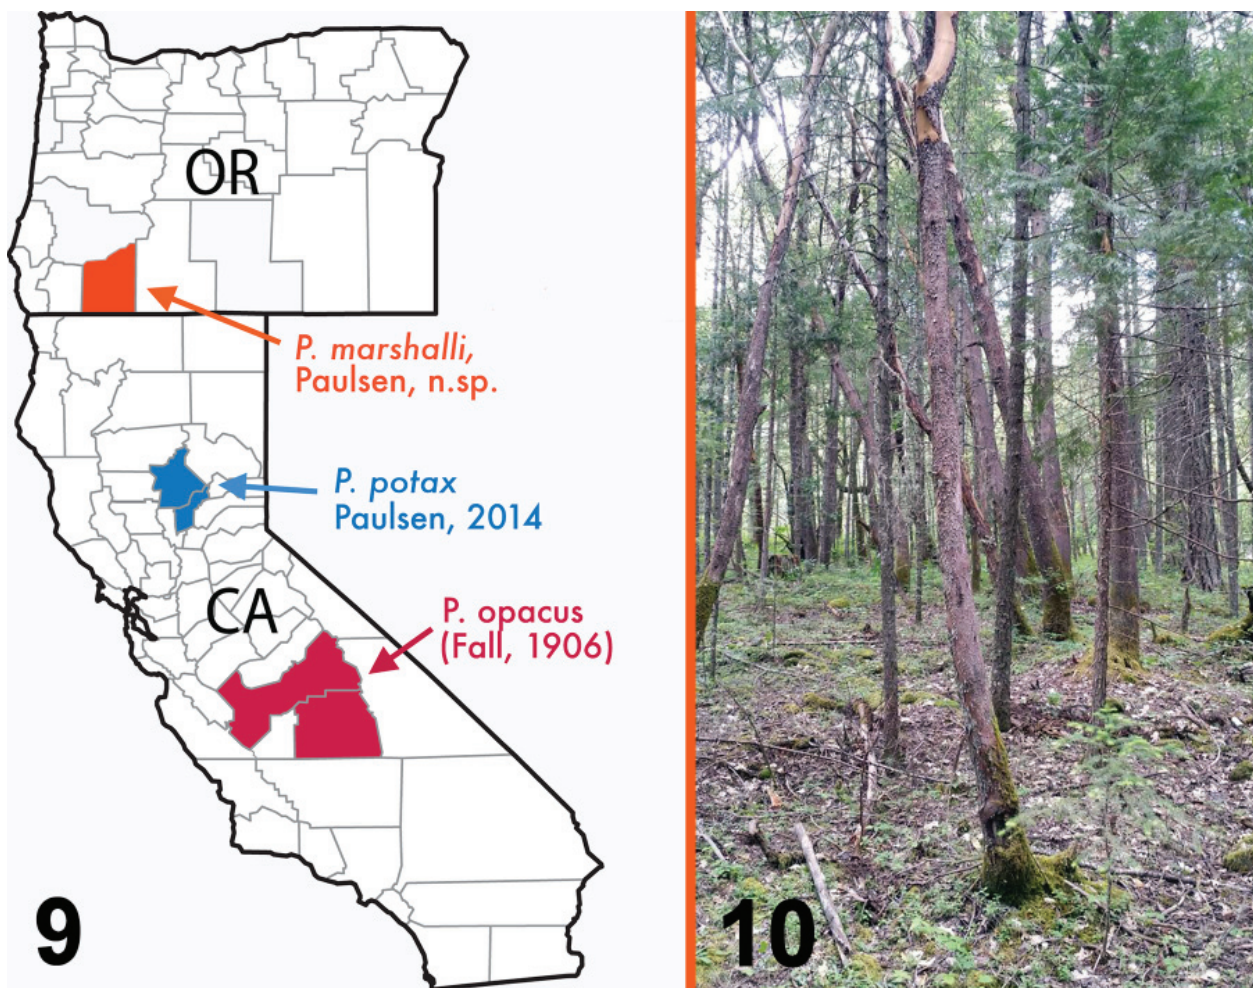 OR
P. marshalli,
Paulsen, n.sp.
P. potax
Paulsen, 2014
CA
P. opacus
(Fall, 1906)
9
10